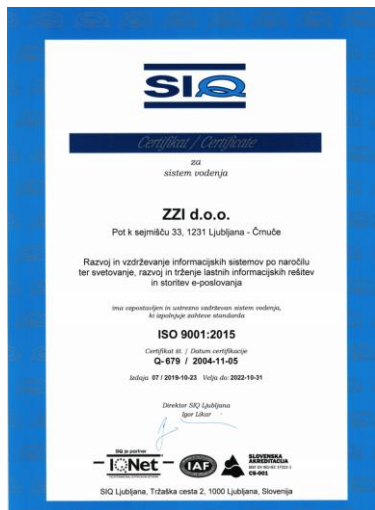 SIQ
Certifikat / Certificate
za
sistem vodenja
ZZI d.o.o.
Pot k sejmišču 33, 1231 Ljubljana - Črnuče
Razvoj in vzdrževanje informacijskih sistemov po naročilu
ter svetovanje, razvoj in trženje lastnih informacijskih rešitev
in storitev e-poslovanja
ima vzpostavljen in ustrezno vzdrževan sistem vodenja,
ki izpolnjuje zahteve standarda
ISO 9001:2015
Certifikat št. / Datum certifikacije
Q-679 / 2004-11-05
Izdaja 07 / 2019-10-23 Velja do: 2022-10-31
Direktor SIQ Ljubljana
Igor Likar
SIQ je partner
IQNet
IAF
SLOVENSKA
AKREDITACIJA
CS-001
SIQ Ljubljana, Tržaška cesta 2, 1000 Ljubljana, Slovenija